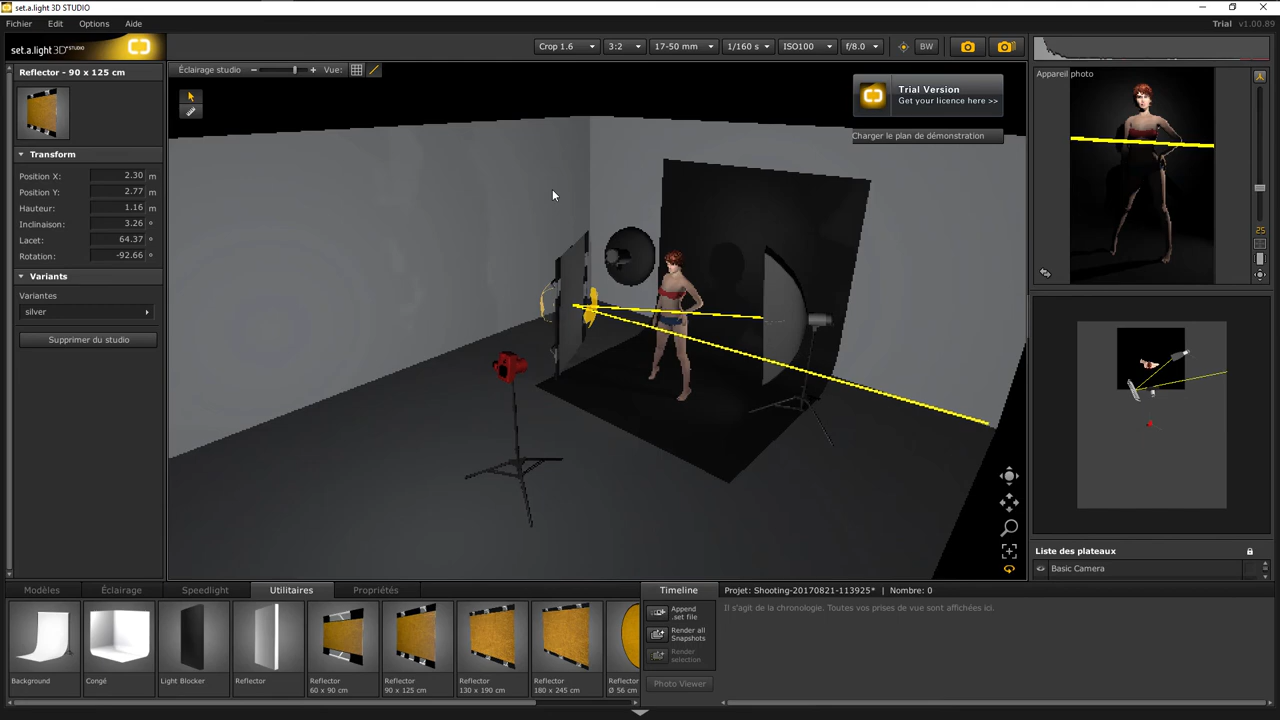 set.a.light 3D STUDIO
Fichier Edit Options Aide
Trial v1.00.89
set.a.light 3D STUDIO
Crop 1.6 3:2 17-50 mm 1/160 s ISO100 f/8.0 BW
Reflector - 90 x 125 cm
Éclairage studio Vue:
Appareil photo
Trial Version
Get your licence here >>
Charger le plan de démonstration
Transform
Position X: 2.30 m
Position Y: 2.77 m
Hauteur: 1.16 m
Inclinaison: 3.26 °
Lacet: 64.37 °
Rotation: -92.66 °
25
Variants
Variantes
silver
Supprimer du studio
Liste des plateaux
Basic Camera
Modèles Éclairage Speedlight Utilitaires Propriétés
Timeline Projet: Shooting-20170821-113925* | Nombre: 0
Il s'agit de la chronologie. Toutes vos prises de vue sont affichées ici.
Append
.set file
Render all
Snapshots
Render
selection
Photo Viewer
Background
Congé
Light Blocker
Reflector
Reflector
60 x 90 cm
Reflector
90 x 125 cm
Reflector
130 x 190 cm
Reflector
180 x 245 cm
Reflector
Ø 56 cm